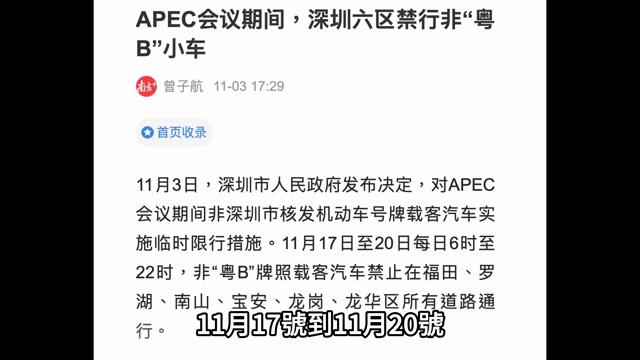 APEC会议期间，深圳六区禁行非“粤
B”小车
南方+
曾子航 11-03 17:29
首页收录
11月3日，深圳市人民政府发布决定，对APEC
会议期间非深圳市核发机动车号牌载客汽车实
施临时限行措施。11月17日至20日每日6时至
22时，非“粤B”牌照载客汽车禁止在福田、罗
湖、南山、宝安、龙岗、龙华区所有道路通
行。
11月17號到11月20號